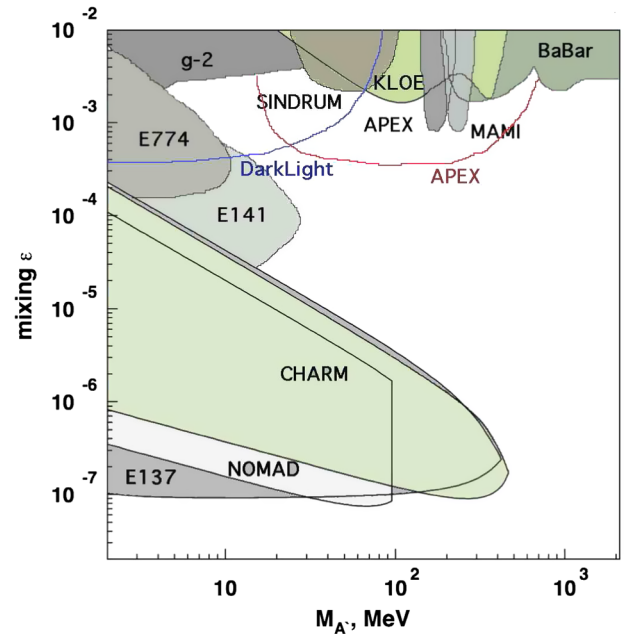 10 -2
10 -3
10 -4
10 -5
10 -6
10 -7
mixing ε
g-2
BaBar
KLOE
SINDRUM
APEX
MAMI
E774
DarkLight
APEX
E141
CHARM
NOMAD
E137
10
10 2
10 3
M A`, MeV